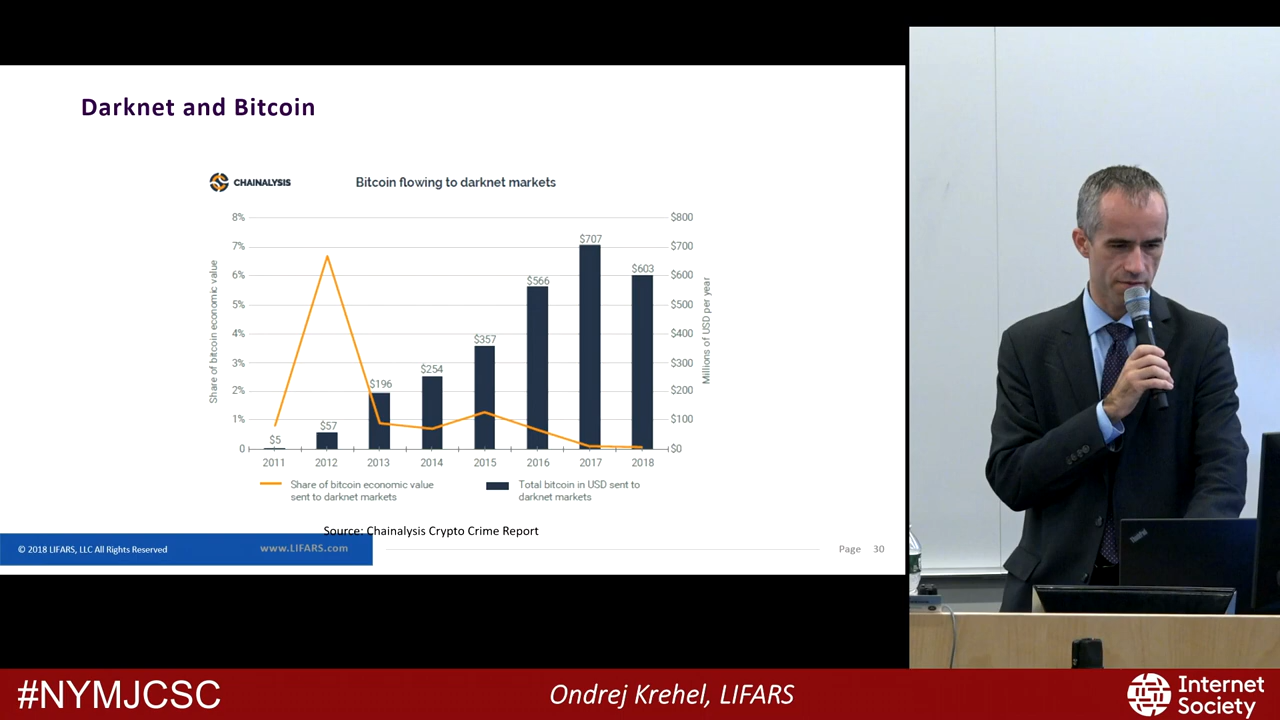 Darknet and Bitcoin
CHAINALYSIS
Bitcoin flowing to darknet markets
8%
7%
6%
5%
4%
3%
2%
1%
0
Share of bitcoin economic value
$800
$700
$600
$500
$400
$300
$200
$100
$0
Millions of USD per year
$5
$57
$196
$254
$357
$566
$707
$603
2011 2012 2013 2014 2015 2016 2017 2018
Share of bitcoin economic value
sent to darknet markets
Total bitcoin in USD sent to
darknet markets
Source: Chainalysis Crypto Crime Report
© 2018 LIFARS, LLC All Rights Reserved
www.LIFARS.com
Page 30
#NYMJCSC
Ondrej Krehel, LIFARS
Internet
Society